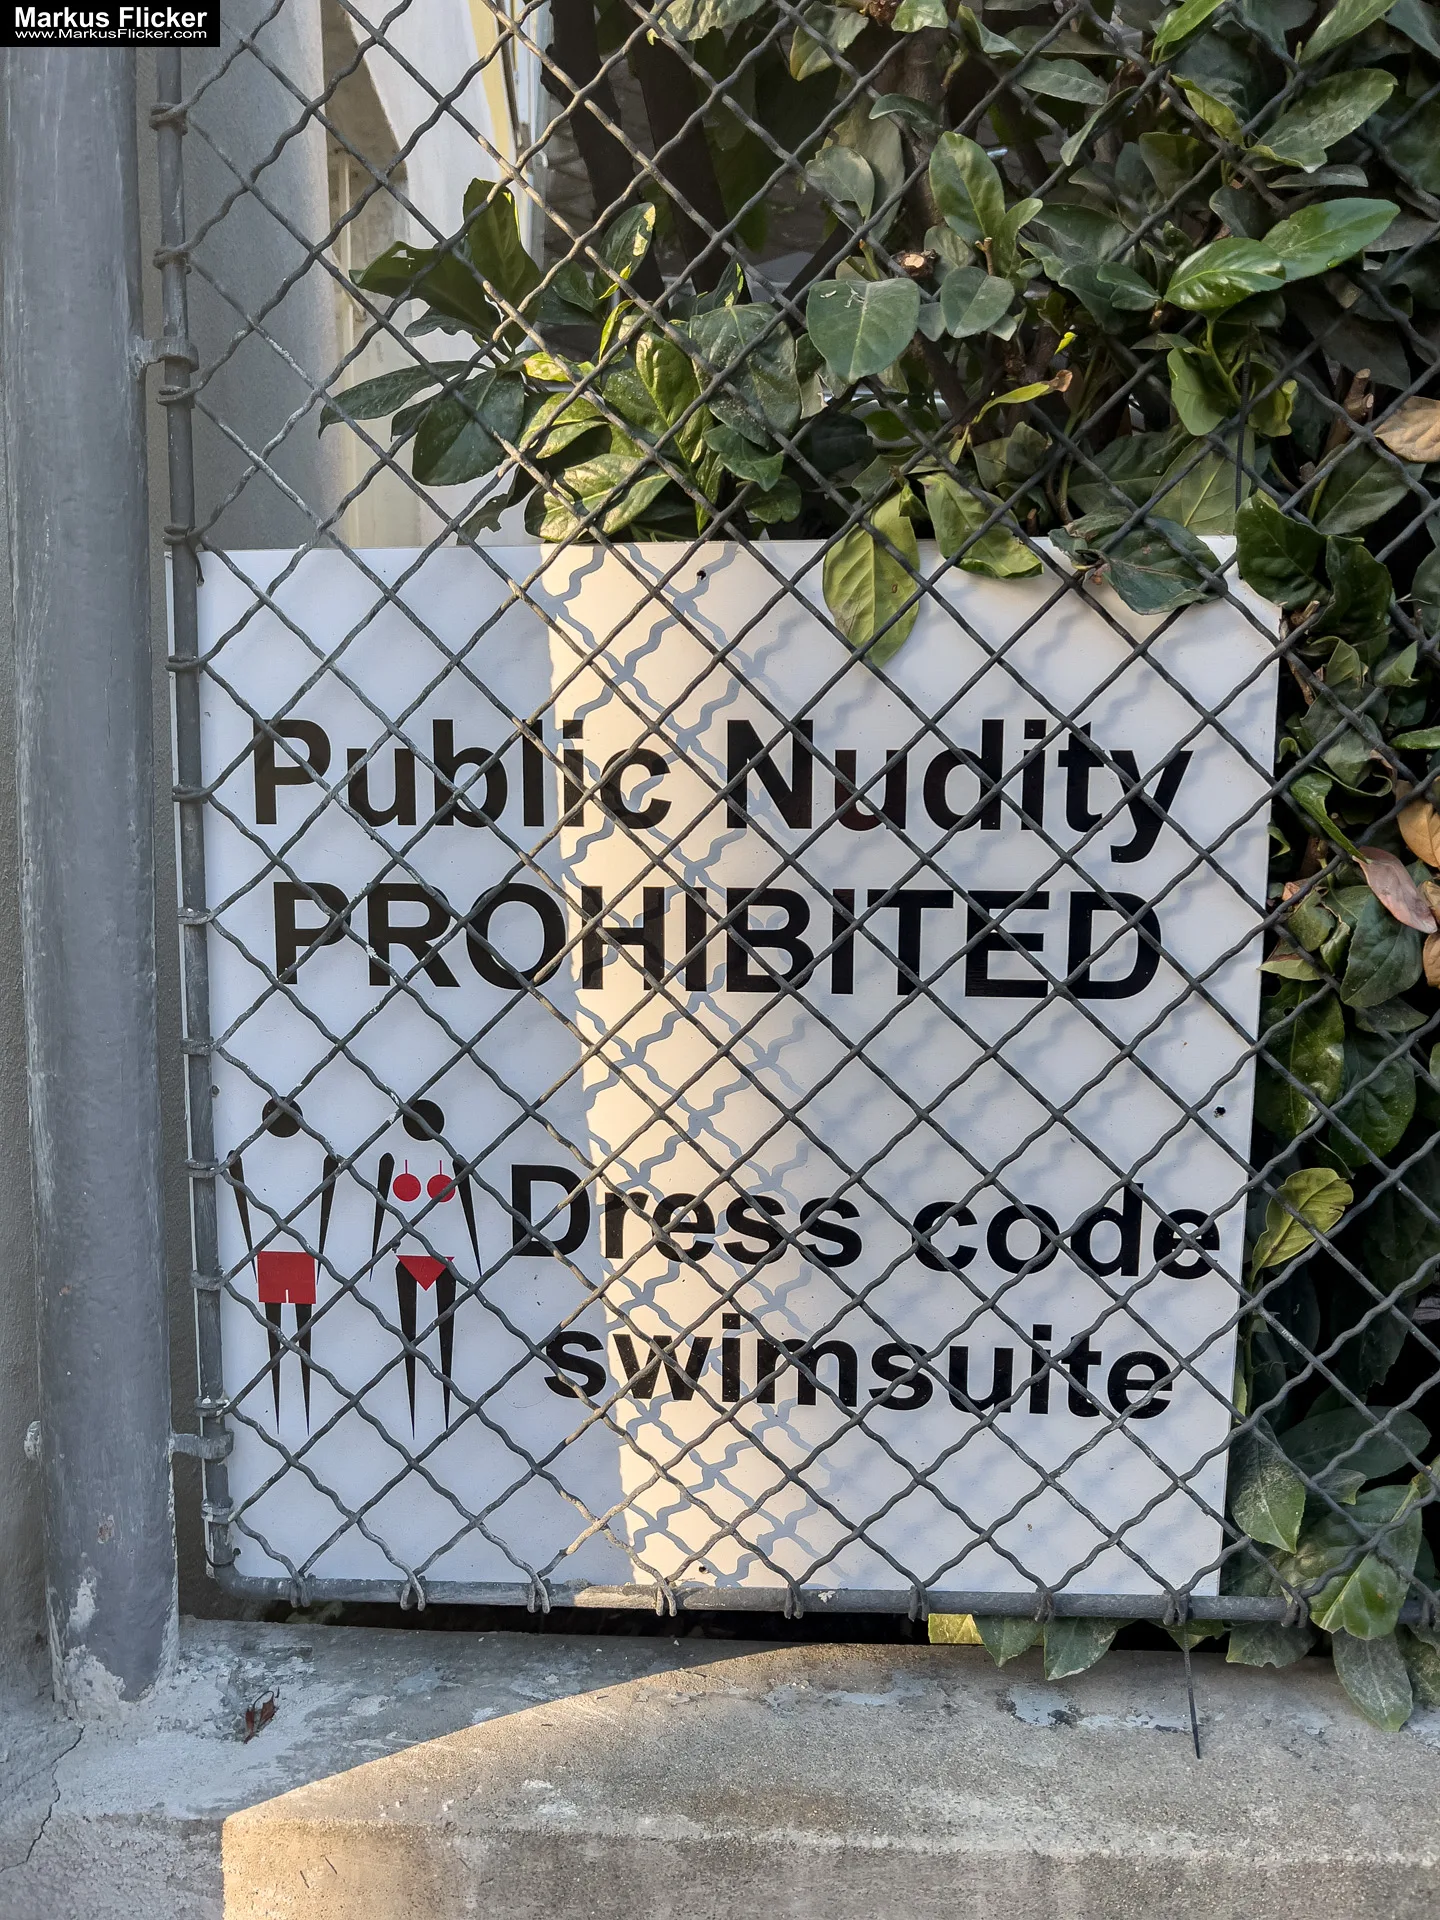 Markus Flicker
www.MarkusFlicker.com
Public Nudity
PROHIBITED
Dress code
swimsuite